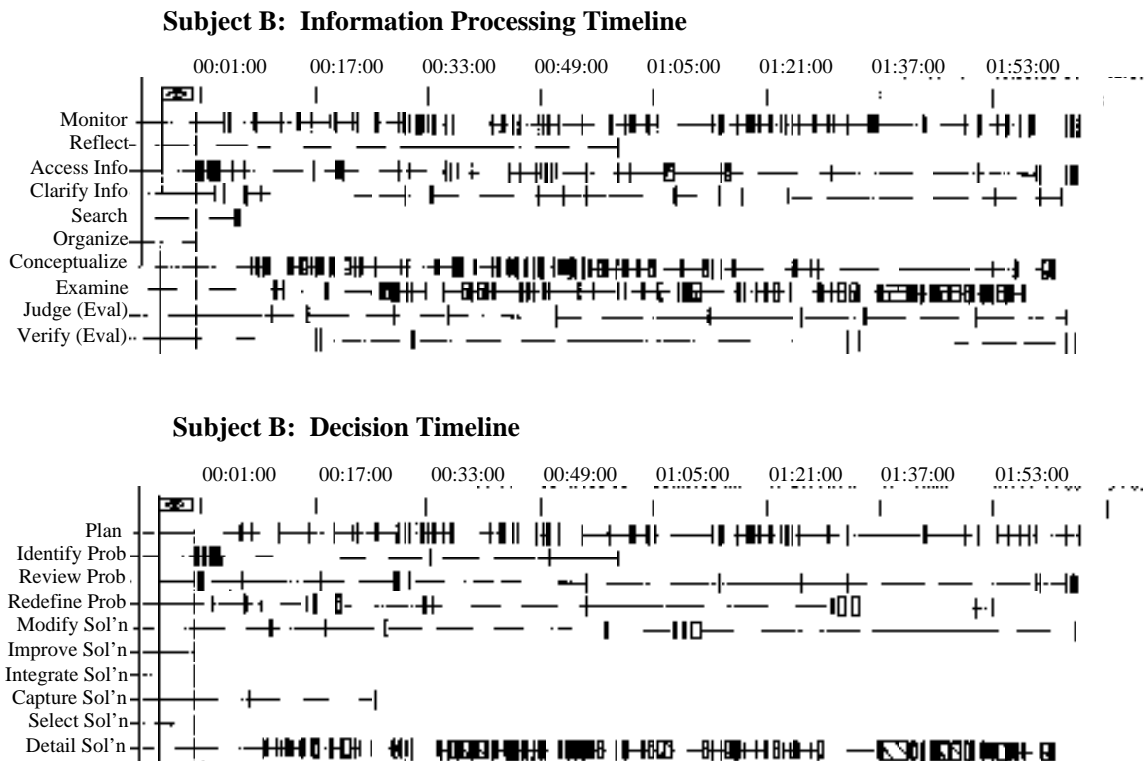 Subject B:  Information Processing Timeline
00:01:00 00:17:00 00:33:00 00:49:00 01:05:00 01:21:00 01:37:00 01:53:00
Monitor
Reflect
Access Info
Clarify Info
Search
Organize
Conceptualize
Examine
Judge (Eval)
Verify (Eval)
Subject B:  Decision Timeline
00:01:00 00:17:00 00:33:00 00:49:00 01:05:00 01:21:00 01:37:00 01:53:00
Plan
Identify Prob
Review Prob
Redefine Prob
Modify Sol’n
Improve Sol’n
Integrate Sol’n
Capture Sol’n
Select Sol’n
Detail Sol’n